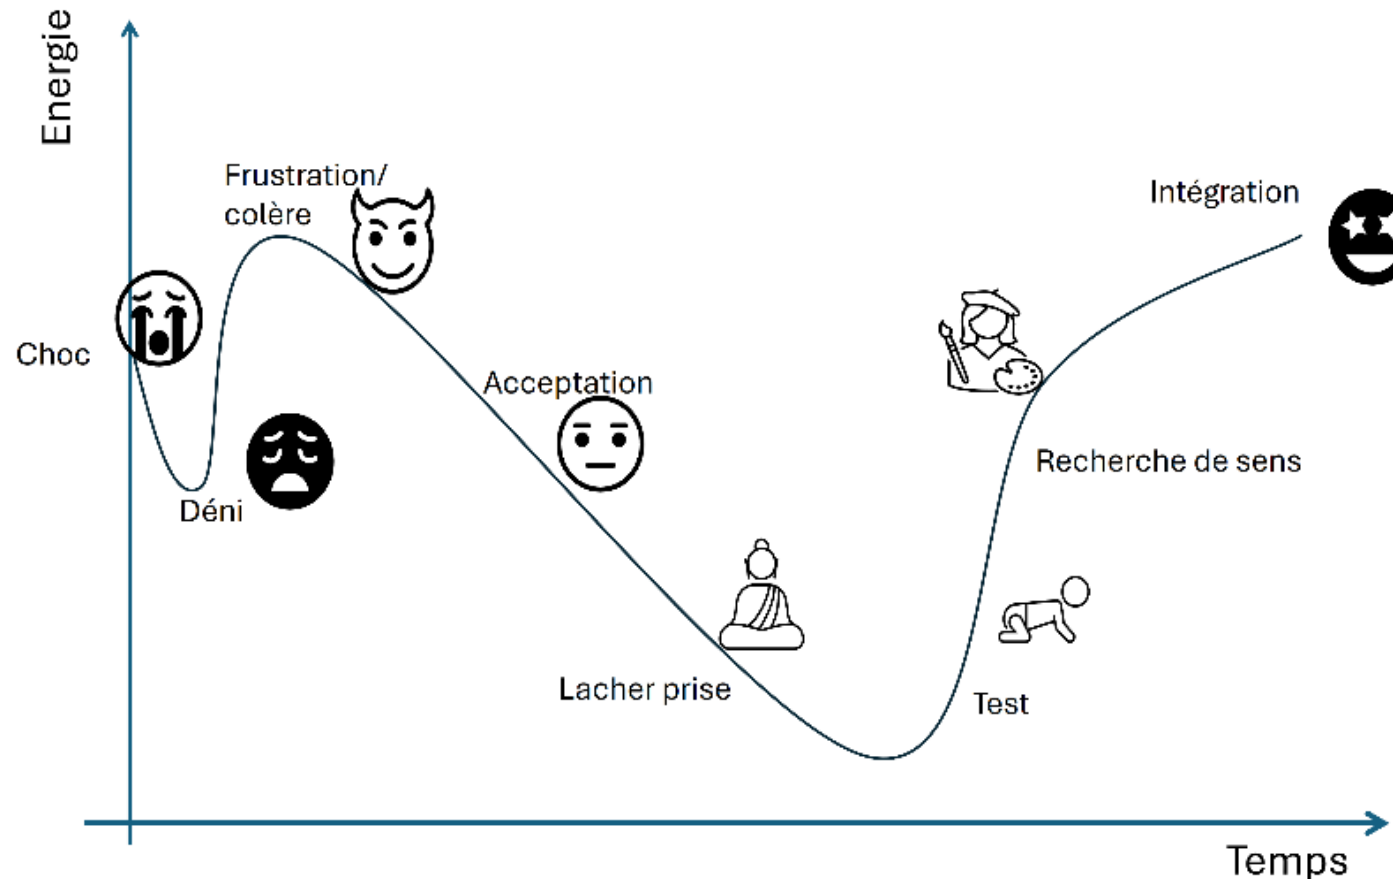 Energie
Frustration/
colère
Intégration
Choc
Acceptation
Recherche de sens
Déni
Lacher prise
Test
Temps